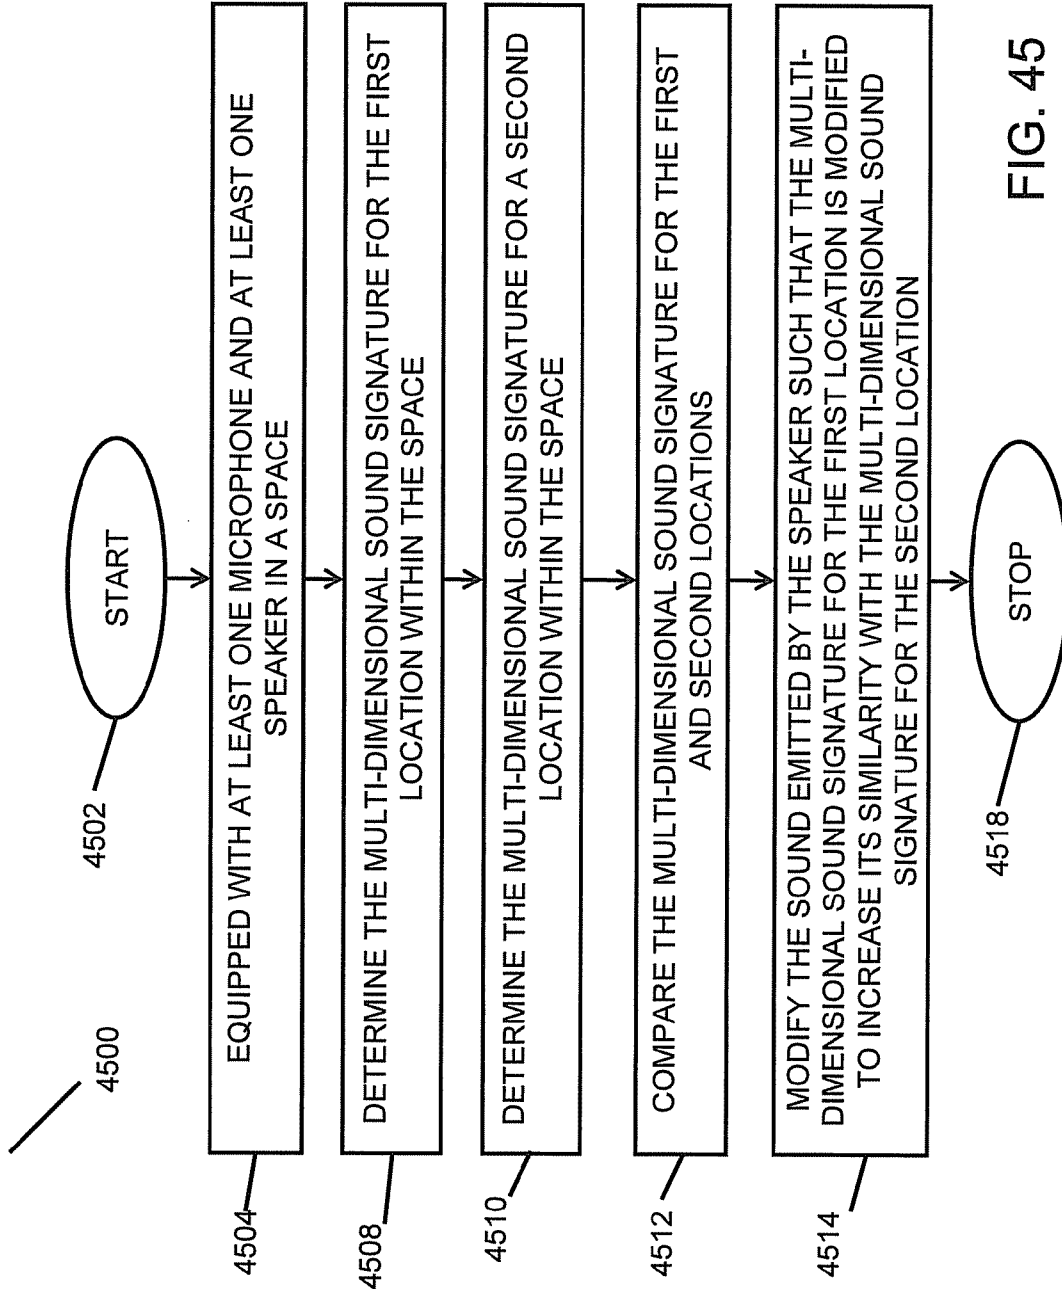 4500
4502
START
4504
EQUIPPED WITH AT LEAST ONE MICROPHONE AND AT LEAST ONE
SPEAKER IN A SPACE
4508
DETERMINE THE MULTI-DIMENSIONAL SOUND SIGNATURE FOR THE FIRST
LOCATION WITHIN THE SPACE
4510
DETERMINE THE MULTI-DIMENSIONAL SOUND SIGNATURE FOR A SECOND
LOCATION WITHIN THE SPACE
4512
COMPARE THE MULTI-DIMENSIONAL SOUND SIGNATURE FOR THE FIRST
AND SECOND LOCATIONS
4514
MODIFY THE SOUND EMITTED BY THE SPEAKER SUCH THAT THE MULTI-
DIMENSIONAL SOUND SIGNATURE FOR THE FIRST LOCATION IS MODIFIED
TO INCREASE ITS SIMILARITY WITH THE MULTI-DIMENSIONAL SOUND
SIGNATURE FOR THE SECOND LOCATION
4518
STOP
FIG. 45